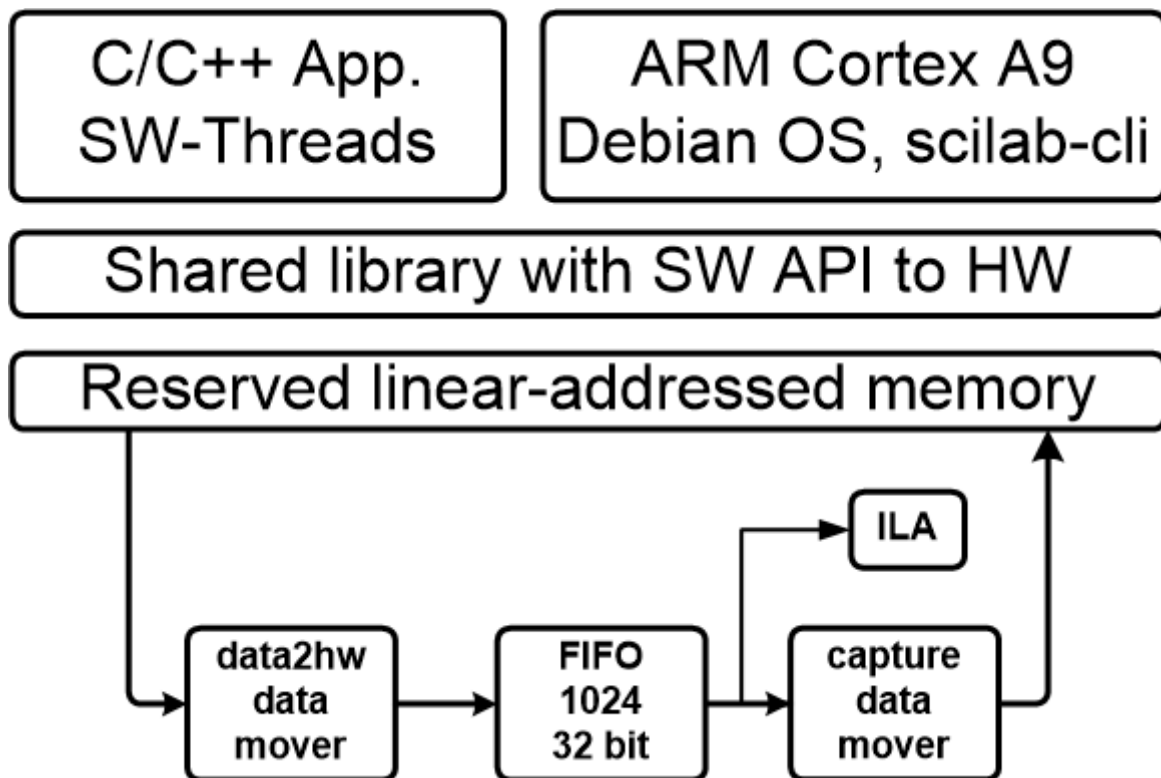 C/C++ App.
SW-Threads
ARM Cortex A9
Debian OS, scilab-cli
Shared library with SW API to HW
Reserved linear-addressed memory
ILA
data2hw
data
mover
FIFO
1024
32 bit
capture
data
mover